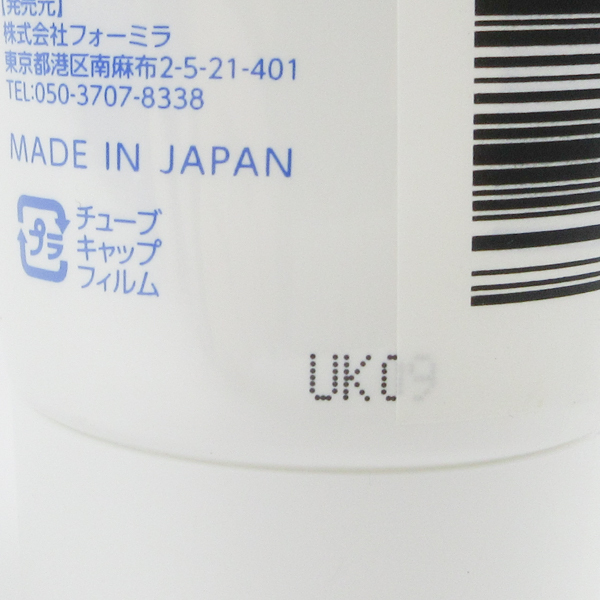 【発売元】
株式会社フォーミラ
東京都港区南麻布2-5-21-401
TEL:050-3707-8338
MADE IN JAPAN
プラ
チューブ
キャップ
フィルム